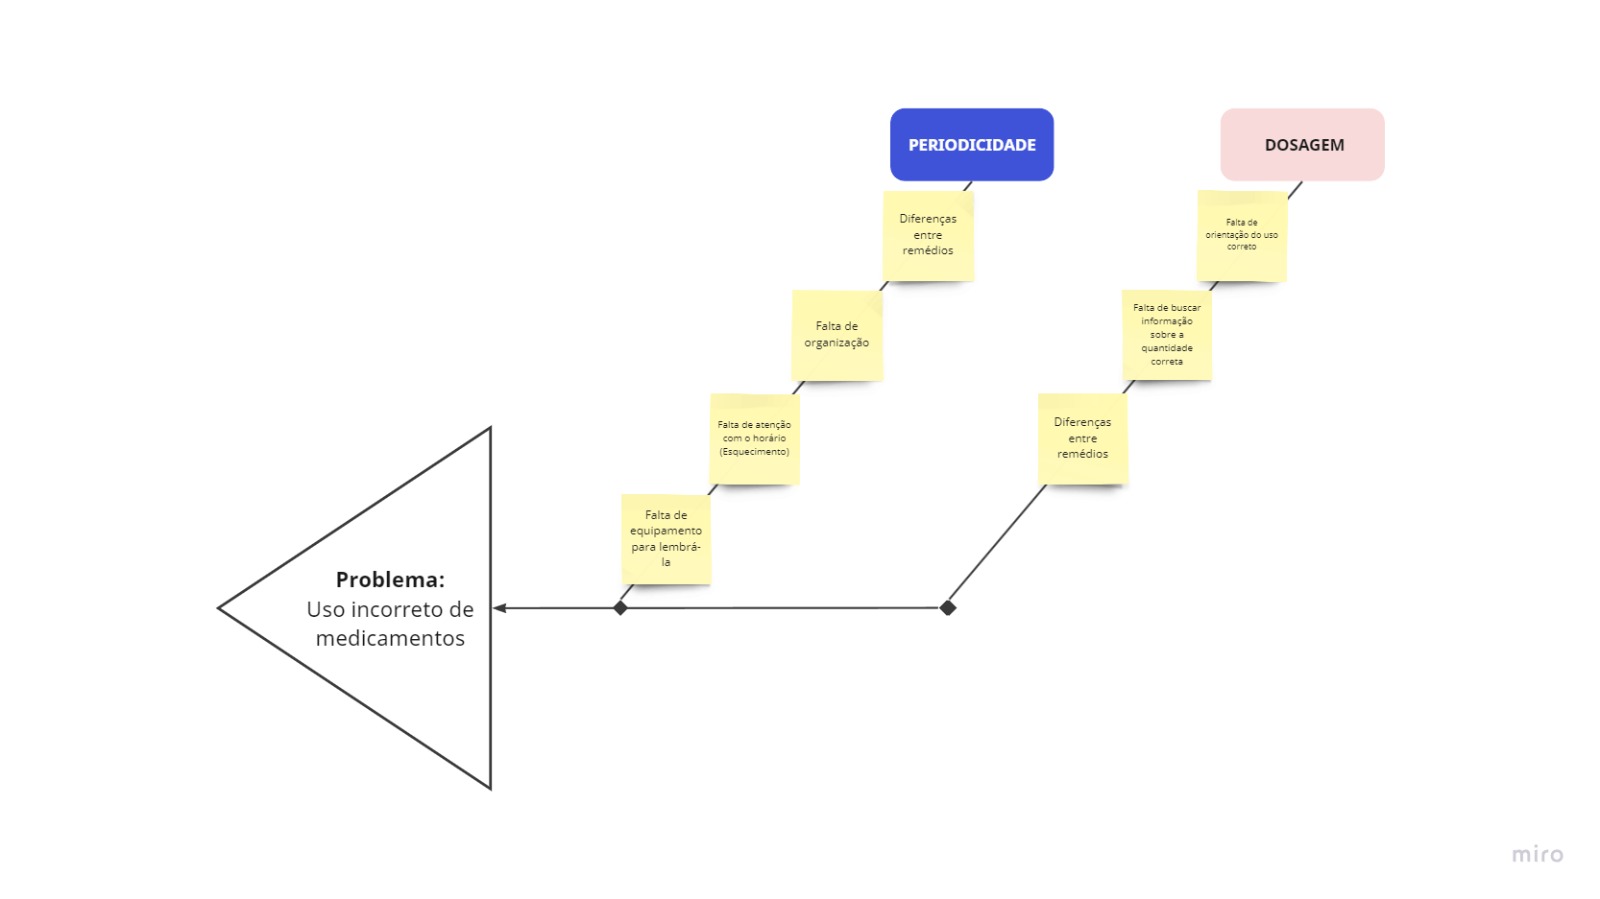 PERIODICIDADE
DOSAGEM
Diferenças
entre
remédios
Falta de
organização
Falta de atenção
com o horário
(Esquecimento)
Falta de
equipamento
para lembrá-
la
Falta de
orientação do uso
correto
Falta de buscar
informação
sobre a
quantidade
correta
Diferenças
entre
remédios
Problema:
Uso incorreto de
medicamentos
miro